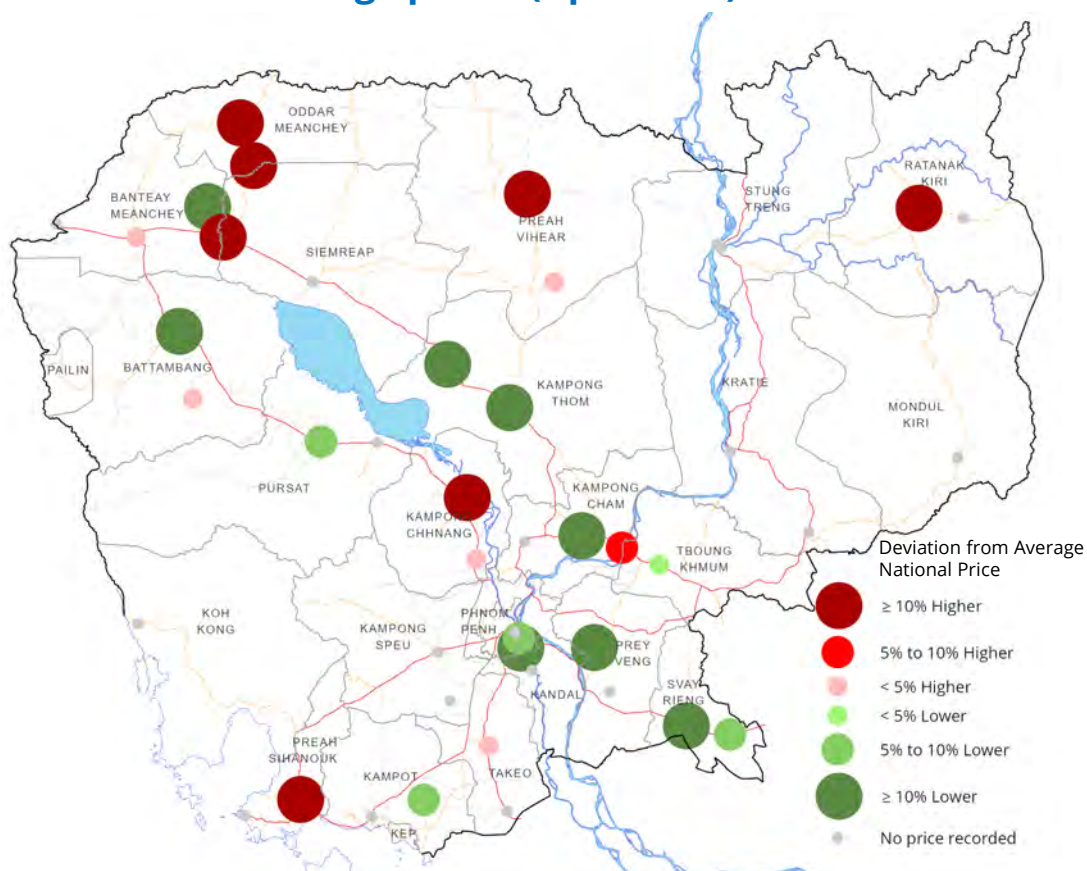 ODDAR
MEANCHEY
BANTEAY
MEANCHEY
SIEMREAP
PREAH
VIHEAR
STUNG
TRENG
RATANAK
KIRI
PAILIN
BATTAMBANG
KAMPONG
THOM
KRATIE
MONDUL
KIRI
PURSAT
KAMPONG
CHHNANG
KAMPONG
CHAM
TBOUNG
KHMUM
KOH
KONG
KAMPONG
SPEU
PHNOM
PENH
PREY
VENG
KANDAL
SVAY
RIENG
PREAH
SIHANOUK
KAMPOT
TAKEO
KEP
Deviation from Average
National Price
≥ 10% Higher
5% to 10% Higher
< 5% Higher
< 5% Lower
5% to 10% Lower
≥ 10% Lower
No price recorded